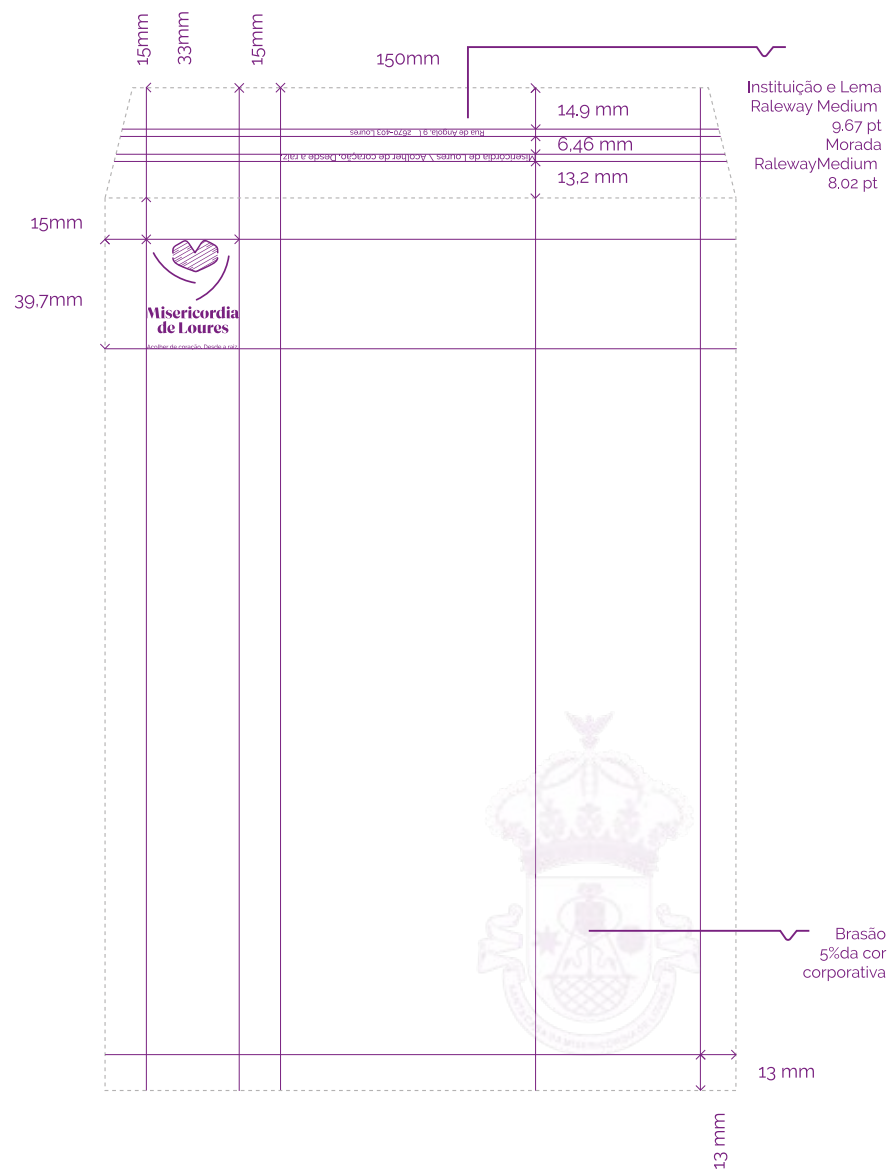 15mm
33mm
15mm
150mm
Instituição e Lema
Raleway Medium
9.67 pt
Morada
RalewayMedium
8.02 pt
14.9 mm
Rua de Angola, 9 | 2670-403 Loures
6,46 mm
Misericordia de Loures \ Acolher de coração. Desde a raiz
13,2 mm
15mm
39,7mm
Misericordia
de Loures
Acolher de coração. Desde a raiz
Brasão
5%da cor
corporativa
13 mm
13 mm